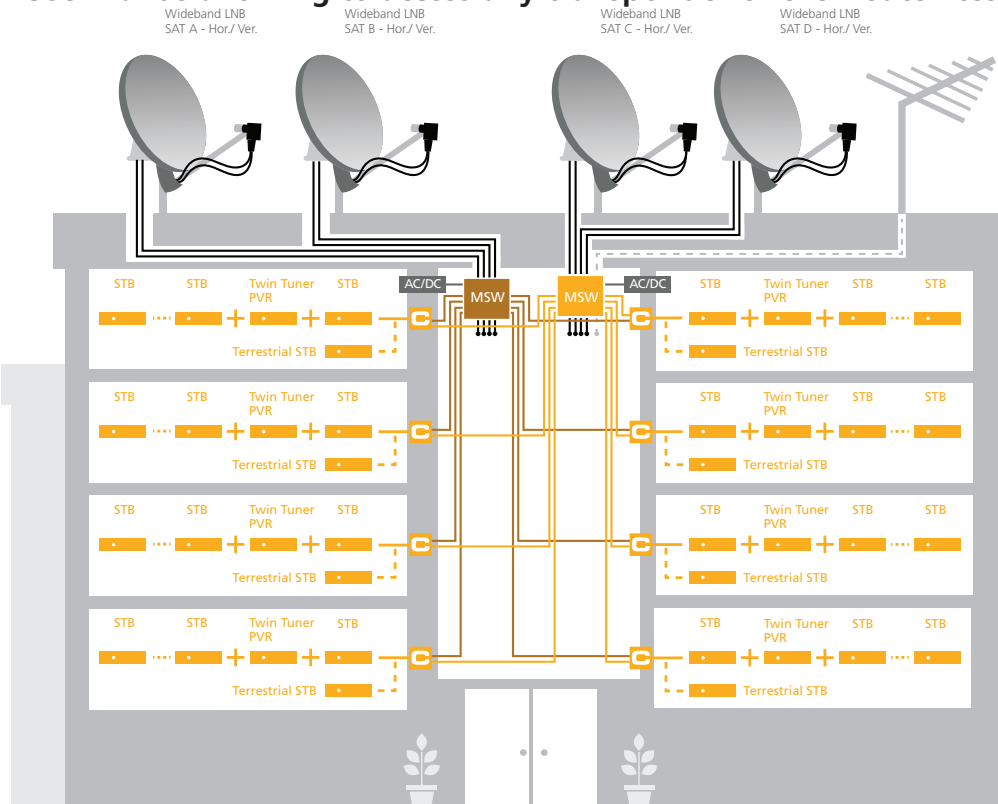 Wideband LNB
SAT A - Hor./ Ver.
Wideband LNB
SAT B - Hor./ Ver.
Wideband LNB
SAT C - Hor./ Ver.
Wideband LNB
SAT D - Hor./ Ver.
AC/DC
MSW
MSW
AC/DC
STB
STB
Twin Tuner
PVR
STB
Terrestrial STB
STB
Twin Tuner
PVR
STB
STB
Terrestrial STB
STB
STB
Twin Tuner
PVR
STB
Terrestrial STB
STB
Twin Tuner
PVR
STB
STB
Terrestrial STB
STB
STB
Twin Tuner
PVR
STB
Terrestrial STB
STB
Twin Tuner
PVR
STB
STB
Terrestrial STB
STB
STB
Twin Tuner
PVR
STB
Terrestrial STB
STB
Twin Tuner
PVR
STB
STB
Terrestrial STB